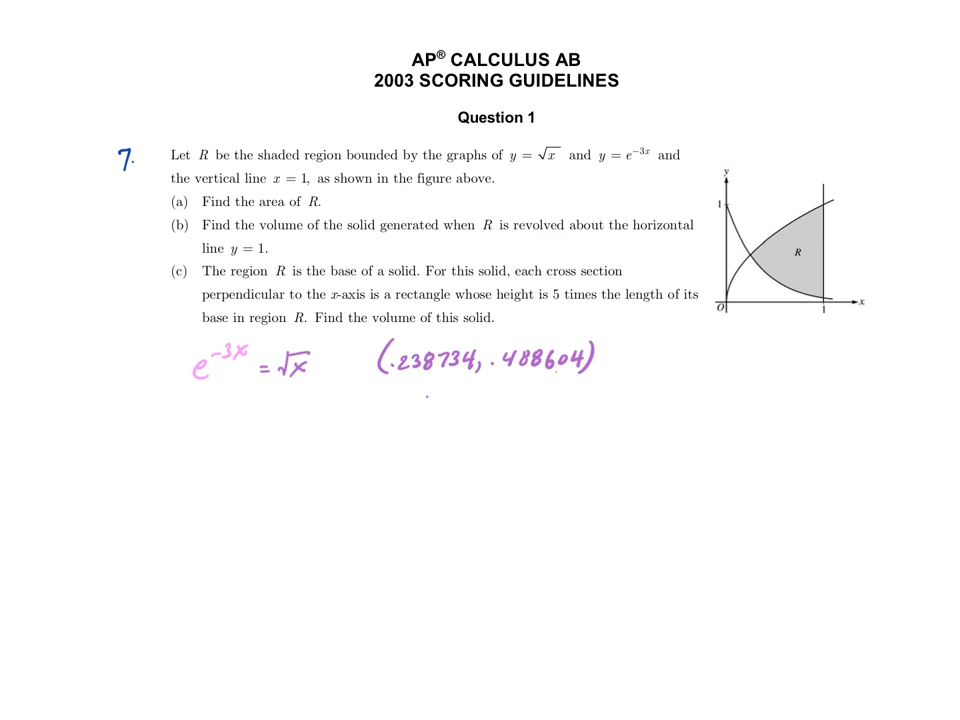 AP® CALCULUS AB
2003 SCORING GUIDELINES
Question 1
7.
Let R be the shaded region bounded by the graphs of y = √x and y = e⁻³ˣ and
the vertical line x = 1, as shown in the figure above.
(a) Find the area of R.
(b) Find the volume of the solid generated when R is revolved about the horizontal
line y = 1.
(c) The region R is the base of a solid. For this solid, each cross section
perpendicular to the x-axis is a rectangle whose height is 5 times the length of its
base in region R. Find the volume of this solid.
y
1
R
O
1
x
e⁻³ˣ = √x (.238734, .488604)